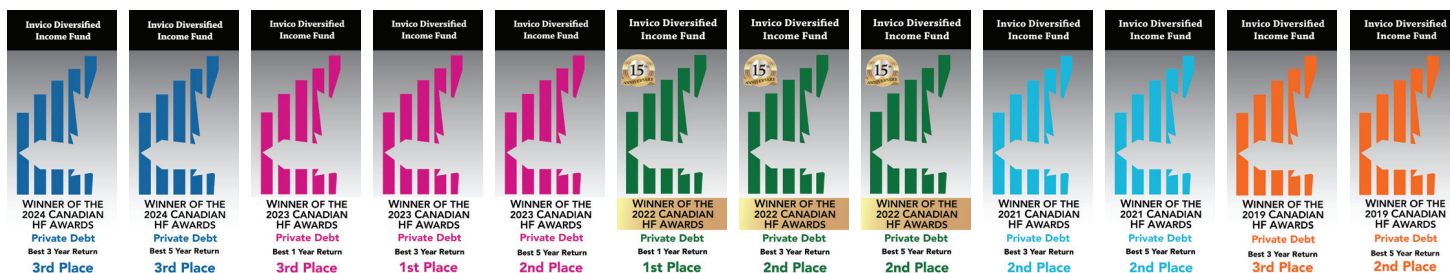 Invico Diversified
Income Fund
WINNER OF THE
2024 CANADIAN
HF AWARDS
Private Debt
Best 3 Year Return
3rd Place
Invico Diversified
Income Fund
WINNER OF THE
2024 CANADIAN
HF AWARDS
Private Debt
Best 5 Year Return
3rd Place
Invico Diversified
Income Fund
WINNER OF THE
2023 CANADIAN
HF AWARDS
Private Debt
Best 1 Year Return
3rd Place
Invico Diversified
Income Fund
WINNER OF THE
2023 CANADIAN
HF AWARDS
Private Debt
Best 3 Year Return
1st Place
Invico Diversified
Income Fund
WINNER OF THE
2023 CANADIAN
HF AWARDS
Private Debt
Best 5 Year Return
2nd Place
Invico Diversified
Income Fund
15th
ANNIVERSARY
WINNER OF THE
2022 CANADIAN
HF AWARDS
Private Debt
Best 1 Year Return
1st Place
Invico Diversified
Income Fund
15th
ANNIVERSARY
WINNER OF THE
2022 CANADIAN
HF AWARDS
Private Debt
Best 3 Year Return
2nd Place
Invico Diversified
Income Fund
15th
ANNIVERSARY
WINNER OF THE
2022 CANADIAN
HF AWARDS
Private Debt
Best 5 Year Return
2nd Place
Invico Diversified
Income Fund
WINNER OF THE
2021 CANADIAN
HF AWARDS
Private Debt
Best 3 Year Return
2nd Place
Invico Diversified
Income Fund
WINNER OF THE
2021 CANADIAN
HF AWARDS
Private Debt
Best 5 Year Return
2nd Place
Invico Diversified
Income Fund
WINNER OF THE
2019 CANADIAN
HF AWARDS
Private Debt
Best 3 Year Return
3rd Place
Invico Diversified
Income Fund
WINNER OF THE
2019 CANADIAN
HF AWARDS
Private Debt
Best 5 Year Return
2nd Place